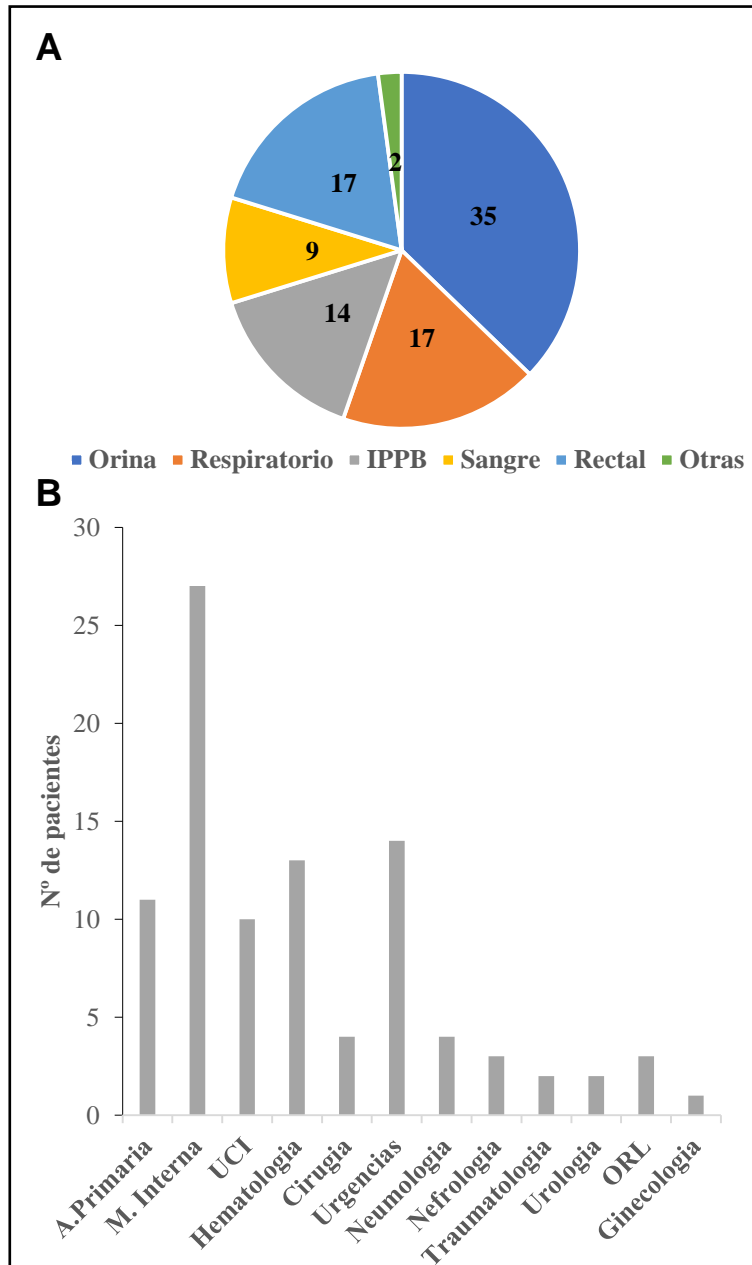 A
2
17
35
9
14
17
Orina Respiratorio IPPB Sangre Rectal Otras
B
30
25
20
15
10
5
0
Nº de pacientes
A.Primaria
M. Interna
UCI
Hematologia
Cirugia
Urgencias
Neumologia
Nefrologia
Traumatologia
Urologia
ORL
Ginecologia